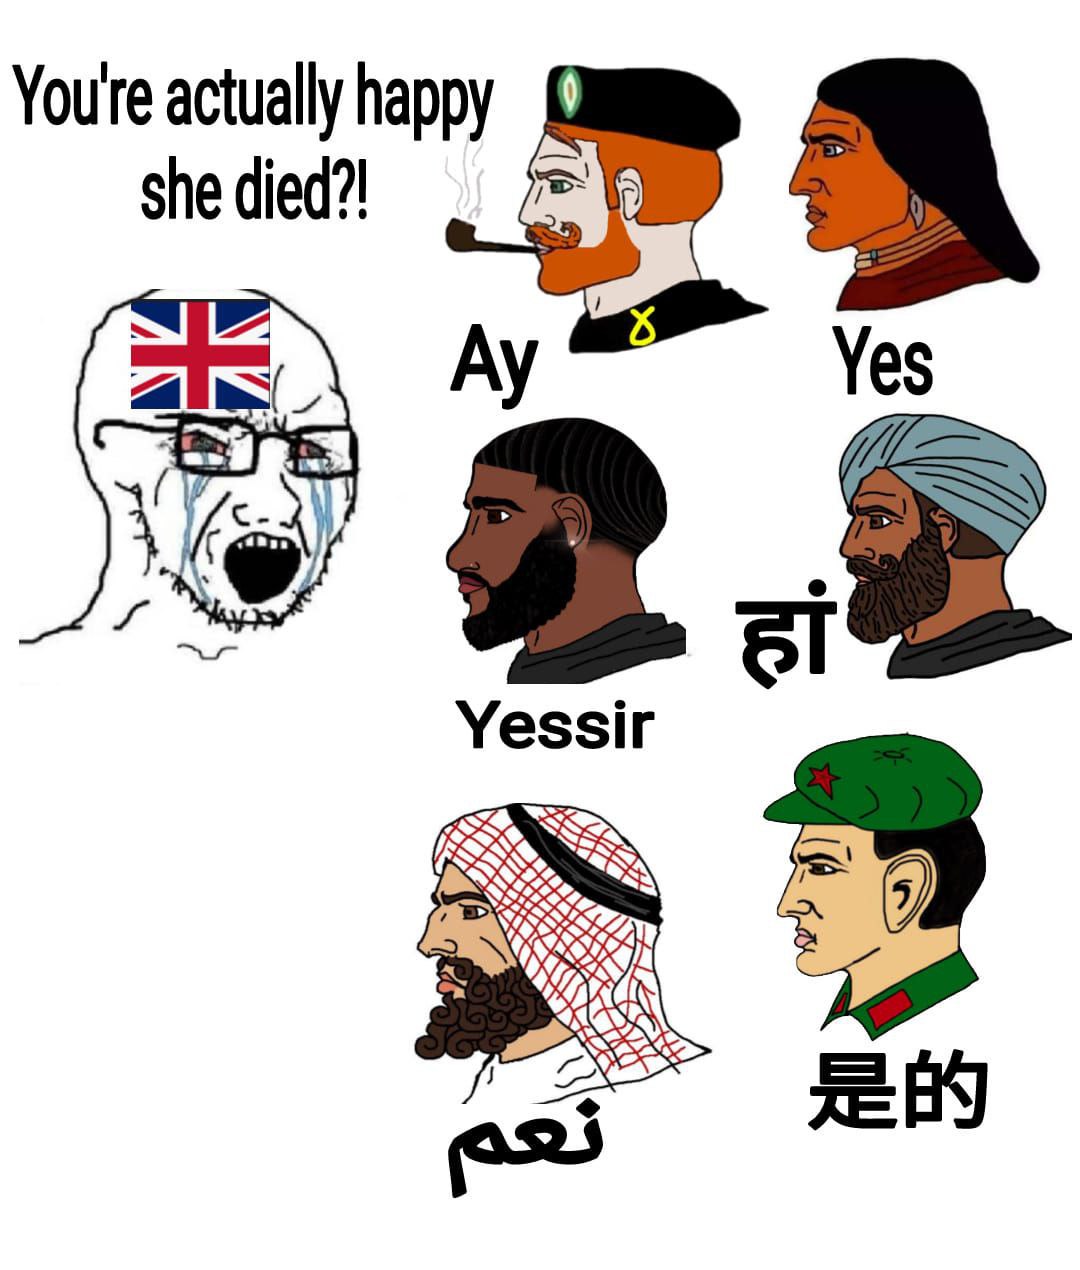 You're actually happy
she died?!
Ay
Yes
हां
Yessir
نعم
是的